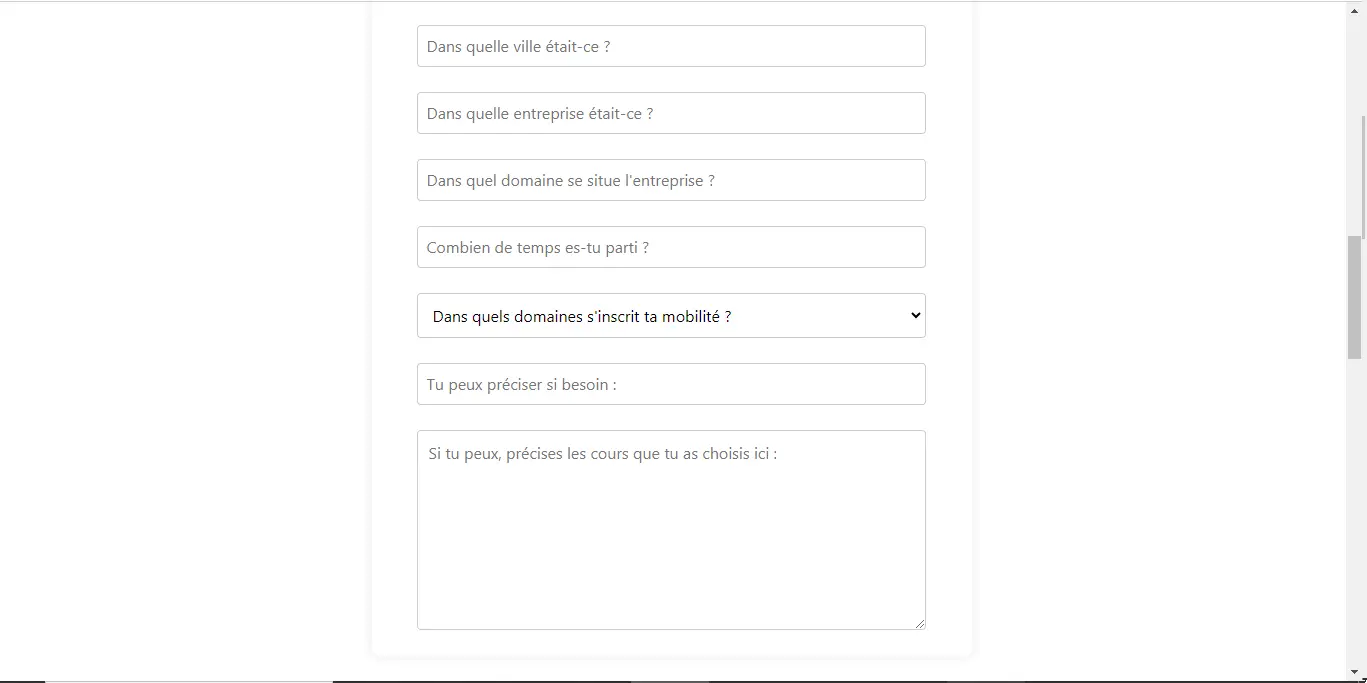 Dans quelle ville était-ce ?
Dans quelle entreprise était-ce ?
Dans quel domaine se situe l'entreprise ?
Combien de temps es-tu parti ?
Dans quels domaines s'inscrit ta mobilité ?
Tu peux préciser si besoin :
Si tu peux, précises les cours que tu as choisis ici :